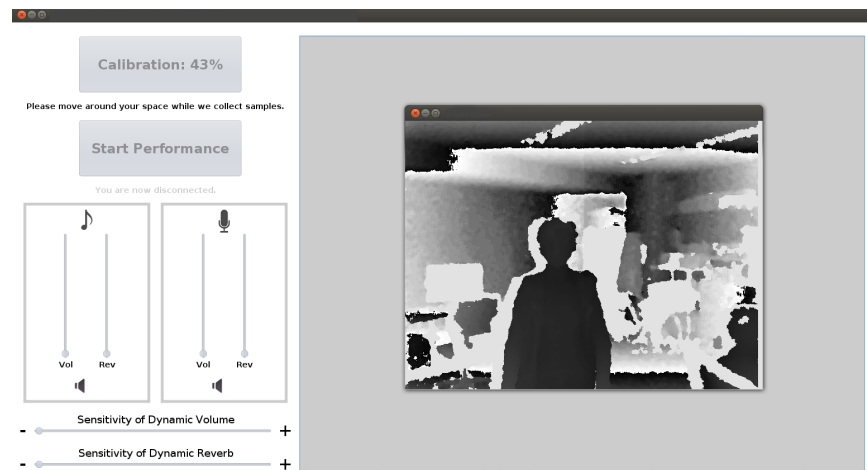 Calibration: 43%
Please move around your space while we collect samples.
Start Performance
You are now disconnected.
Vol Rev
Vol Rev
Sensitivity of Dynamic Volume
- +
Sensitivity of Dynamic Reverb
- +